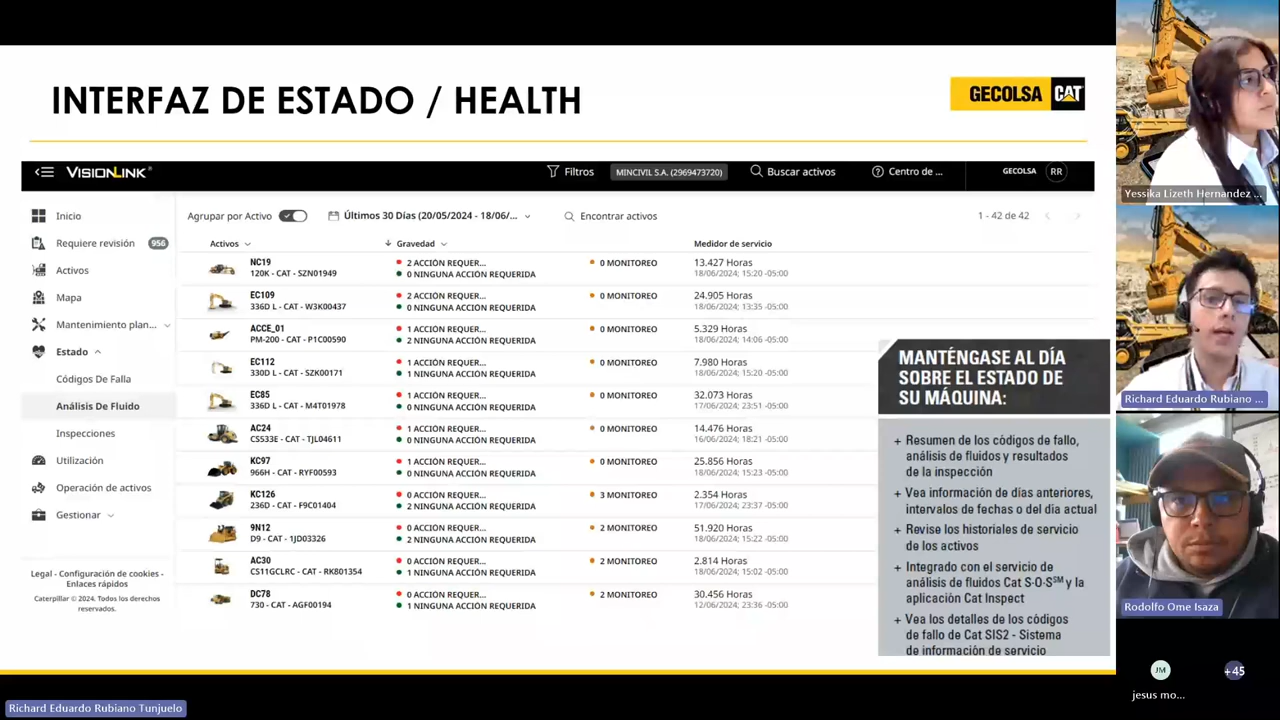 INTERFAZ DE ESTADO / HEALTH
GECOLSA CAT
VISIONLINK®
Filtros
MINCIVIL S.A. (2969473720)
Buscar activos
Centro de ...
GECOLSA
RR
Inicio
Requiere revisión 956
Activos
Mapa
Mantenimiento plan...
Estado
Códigos De Falla
Análisis De Fluido
Inspecciones
Utilización
Operación de activos
Gestionar
Legal - Configuración de cookies -
Enlaces rápidos
Caterpillar © 2024. Todos los derechos
reservados.
Agrupar por Activo
Últimos 30 Días (20/05/2024 - 18/06/...
Encontrar activos
1 - 42 de 42
Activos Gravedad Medidor de servicio
NC19 2 ACCIÓN REQUER... 0 MONITOREO 13.427 Horas
120K - CAT - SZN01949 0 NINGUNA ACCIÓN REQUERIDA 18/06/2024; 15:20 -05:00
EC109 2 ACCIÓN REQUER... 0 MONITOREO 24.905 Horas
336D L - CAT - W3K00437 0 NINGUNA ACCIÓN REQUERIDA 18/06/2024; 13:35 -05:00
ACCE_01 1 ACCIÓN REQUER... 0 MONITOREO 5.329 Horas
PM-200 - CAT - P1C00590 2 NINGUNA ACCIÓN REQUERIDA 18/06/2024; 14:06 -05:00
EC112 1 ACCIÓN REQUER... 0 MONITOREO 7.980 Horas
330D L - CAT - SZK00171 1 NINGUNA ACCIÓN REQUERIDA 18/06/2024; 15:20 -05:00
EC85 1 ACCIÓN REQUER... 0 MONITOREO 32.073 Horas
336D L - CAT - M4T01978 0 NINGUNA ACCIÓN REQUERIDA 17/06/2024; 23:51 -05:00
AC24 1 ACCIÓN REQUER... 0 MONITOREO 14.476 Horas
CS533E - CAT - TJL04611 0 NINGUNA ACCIÓN REQUERIDA 16/06/2024; 18:21 -05:00
KC97 1 ACCIÓN REQUER... 0 MONITOREO 25.856 Horas
966H - CAT - RYF00593 0 NINGUNA ACCIÓN REQUERIDA 18/06/2024; 15:23 -05:00
KC126 0 ACCIÓN REQUER... 3 MONITOREO 2.354 Horas
236D - CAT - F9C01404 2 NINGUNA ACCIÓN REQUERIDA 17/06/2024; 23:37 -05:00
9N12 0 ACCIÓN REQUER... 2 MONITOREO 51.920 Horas
D9 - CAT - 1JD03326 2 NINGUNA ACCIÓN REQUERIDA 18/06/2024; 15:22 -05:00
AC30 0 ACCIÓN REQUER... 2 MONITOREO 2.814 Horas
CS11GCLRC - CAT - RK801354 1 NINGUNA ACCIÓN REQUERIDA 18/06/2024; 15:02 -05:00
DC78 0 ACCIÓN REQUER... 2 MONITOREO 30.456 Horas
730 - CAT - AGF00194 1 NINGUNA ACCIÓN REQUERIDA 12/06/2024; 23:36 -05:00
MANTÉNGASE AL DÍA
SOBRE EL ESTADO DE
SU MÁQUINA:
+ Resumen de los códigos de fallo,
análisis de fluidos y resultados
de la inspección
+ Vea información de días anteriores,
intervalos de fechas o del día actual
+ Revise los historiales de servicio
de los activos
+ Integrado con el servicio de
análisis de fluidos Cat S·O·S℠ y la
aplicación Cat Inspect
+ Vea los detalles de los códigos
de fallo de Cat SIS2 - Sistema
de información de servicio
Yessika Lizeth Hernandez ...
Richard Eduardo Rubiano ...
Rodolfo Ome Isaza
JM
jesus mo...
+45
Richard Eduardo Rubiano Tunjuelo